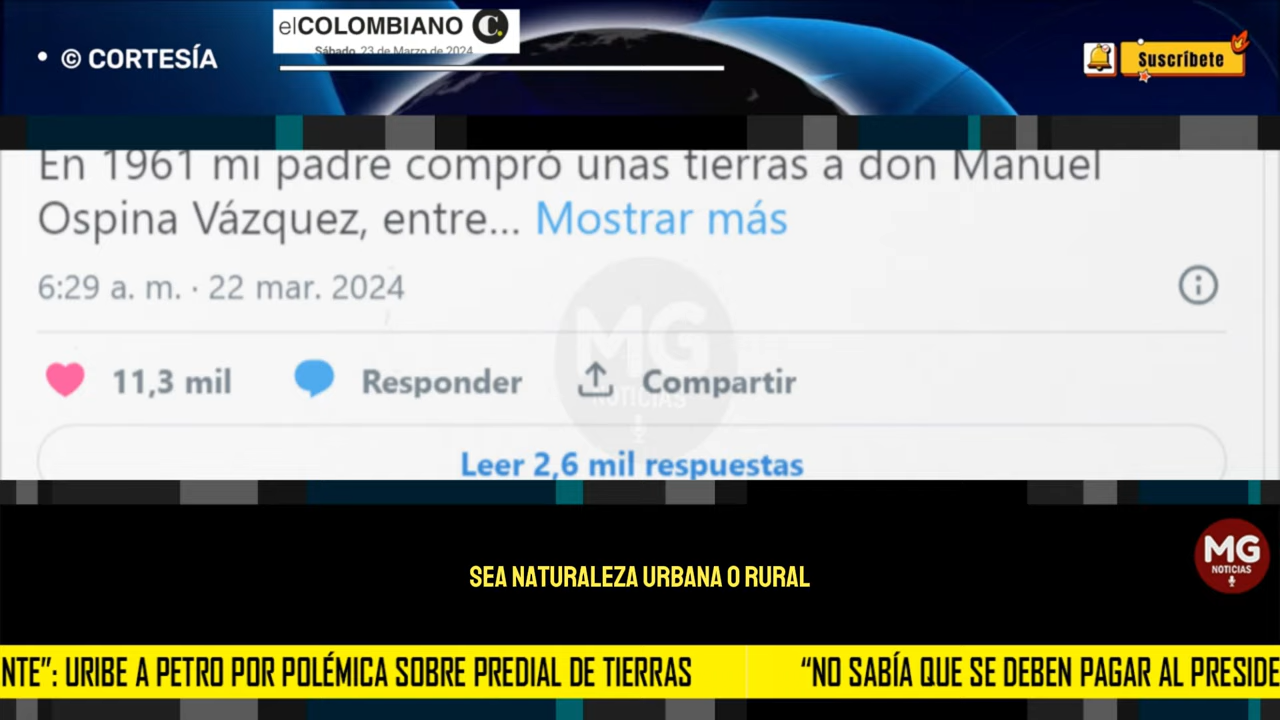 elCOLOMBIANO C.
Sábado, 23 de Marzo de 2024
• © CORTESÍA
Suscríbete
En 1961 mi padre compró unas tierras a don Manuel
Ospina Vázquez, entre... Mostrar más
6:29 a. m. · 22 mar. 2024
11,3 mil Responder Compartir
Leer 2,6 mil respuestas
MG
NOTICIAS
SEA NATURALEZA URBANA O RURAL
MG
NOTICIAS
NTE”: URIBE A PETRO POR POLÉMICA SOBRE PREDIAL DE TIERRAS “NO SABÍA QUE SE DEBEN PAGAR AL PRESIDE